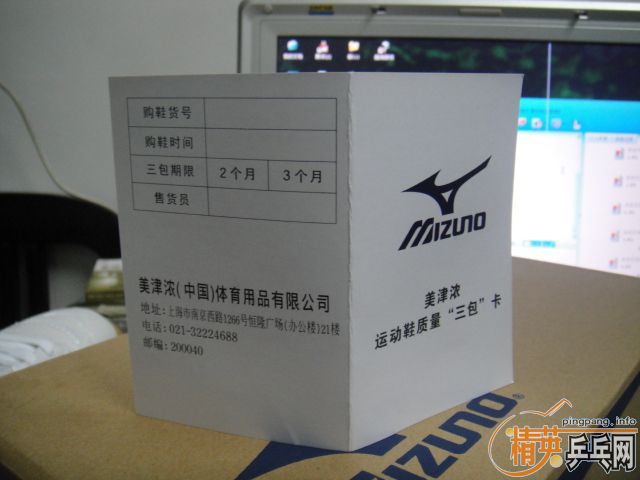 购鞋货号
购鞋时间
三包期限 2个月 3个月
售货员
美津浓(中国)体育用品有限公司
地址:上海市南京西路1266号恒隆广场(办公楼)21楼
电话:021-32224688
邮编:200040
MIZUNO
美津浓
运动鞋质量“三包”卡
MIZUNO®
pingpang.info
精英乒乓网